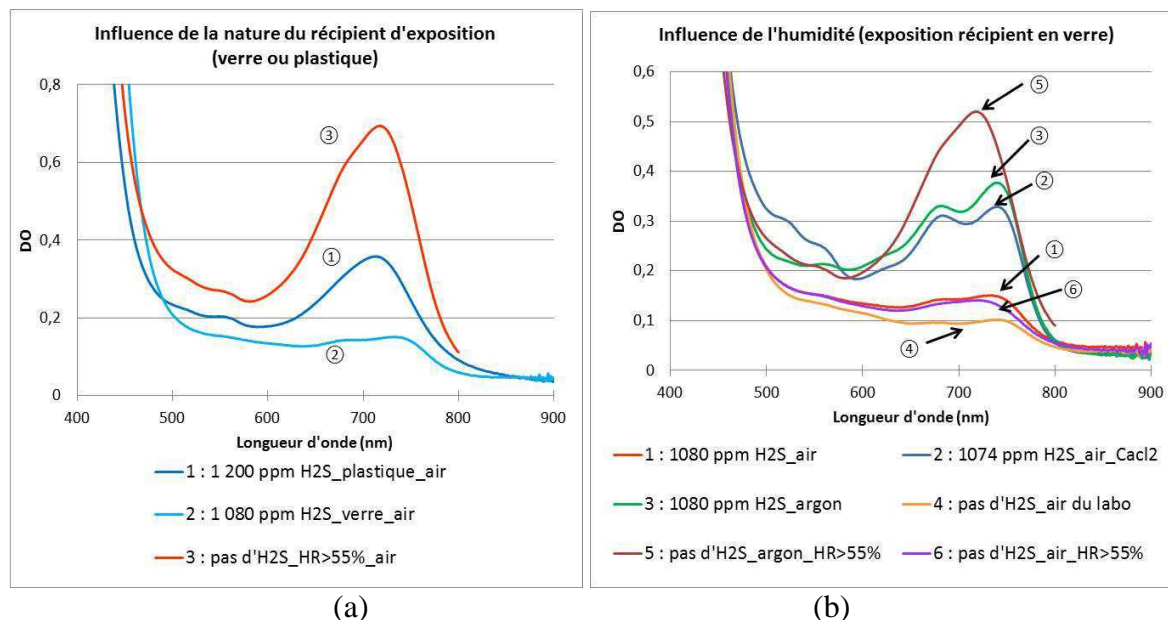 Influence de la nature du récipient d'exposition
(verre ou plastique)
0,8
0,6
0,4
0,2
0
DO
③
①
②
400 500 600 700 800 900
Longueur d'onde (nm)
1 : 1 200 ppm H2S_plastique_air
2 : 1 080 ppm H2S_verre_air
3 : pas d'H2S_HR>55%_air
(a)
Influence de l'humidité (exposition récipient en verre)
0,6
0,5
0,4
0,3
0,2
0,1
0
DO
⑤
③
②
①
⑥
④
400 500 600 700 800 900
Longueur d'onde (nm)
1 : 1080 ppm H2S_air 2 : 1074 ppm H2S_air_Cacl2
3 : 1080 ppm H2S_argon 4 : pas d'H2S_air du labo
5 : pas d'H2S_argon_HR>55% 6 : pas d'H2S_air_HR>55%
(b)